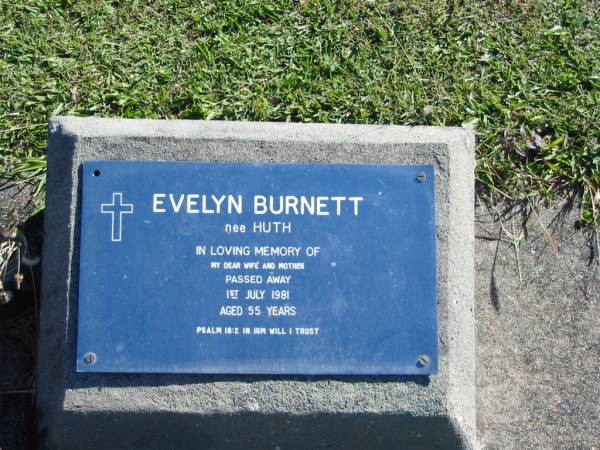 EVELYN BURNETT
nee HUTH
IN LOVING MEMORY OF
MY DEAR WIFE AND MOTHER
PASSED AWAY
1ST JULY 1981
AGED 55 YEARS
PSALM 18:2 IN HIM WILL I TRUST